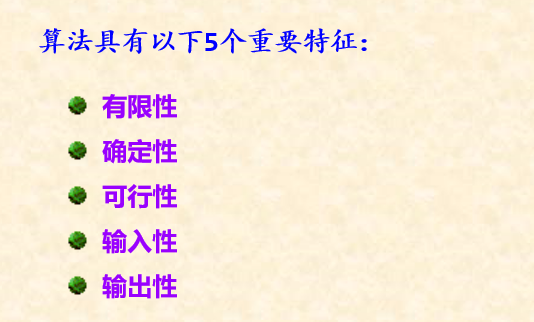 算法具有以下5个重要特征：
有限性
确定性
可行性
输入性
输出性